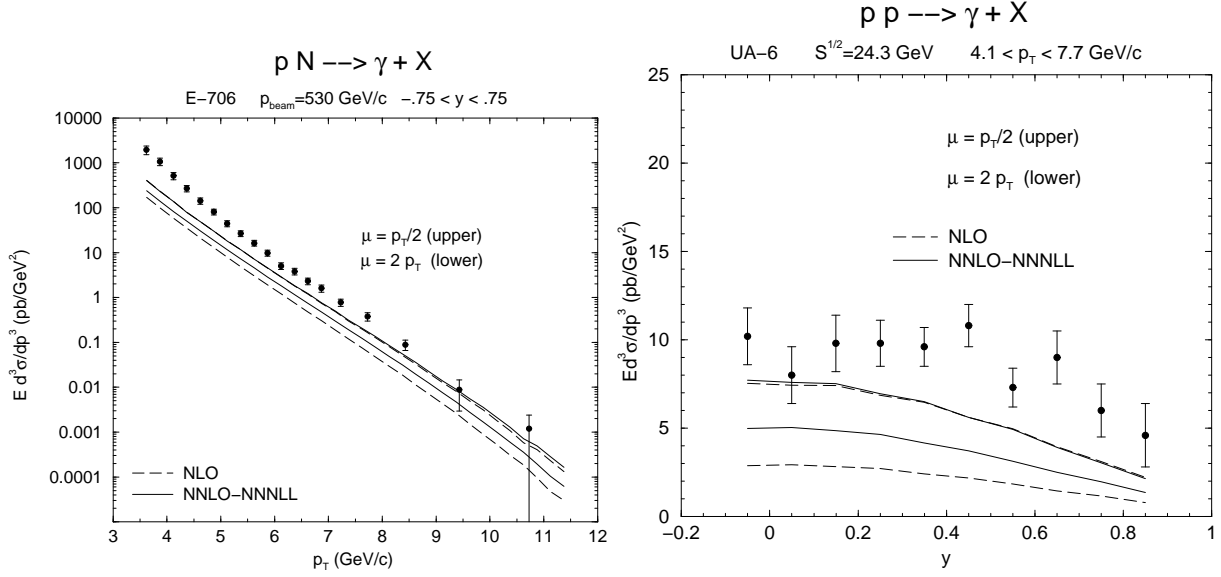 p N −−> γ + X
E−706 p_beam=530 GeV/c −.75 < y < .75
10000
1000
100
10
1
0.1
0.01
0.001
0.0001
E d³σ/dp³ (pb/GeV²)
μ = p_T/2 (upper)
μ = 2 p_T (lower)
NLO
NNLO−NNNLL
3 4 5 6 7 8 9 10 11 12
p_T (GeV/c)
p p −−> γ + X
UA−6 S^1/2=24.3 GeV 4.1 < p_T < 7.7 GeV/c
25
20
15
10
5
0
Ed³σ/dp³ (pb/GeV²)
μ = p_T/2 (upper)
μ = 2 p_T (lower)
NLO
NNLO−NNNLL
−0.2 0 0.2 0.4 0.6 0.8 1
y